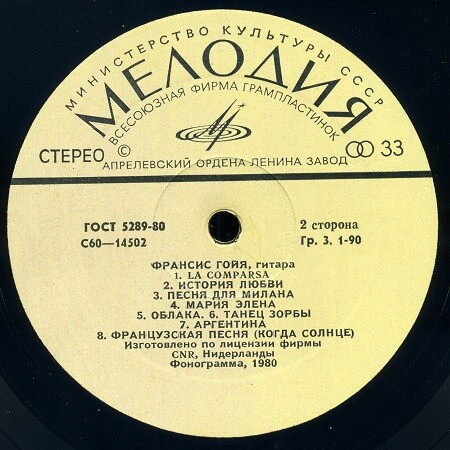 МИНИСТЕРСТВО КУЛЬТУРЫ СССР
МЕЛОДИЯ
ВСЕСОЮЗНАЯ ФИРМА ГРАМПЛАСТИНОК
СТЕРЕО © 33
АПРЕЛЕВСКИЙ ОРДЕНА ЛЕНИНА ЗАВОД
ГОСТ 5289-80 2 сторона
С60—14502 Гр. 3. 1-90
ФРАНСИС ГОЙЯ, гитара
1. LA COMPARSA
2. ИСТОРИЯ ЛЮБВИ
3. ПЕСНЯ ДЛЯ МИЛАНА
4. МАРИЯ ЭЛЕНА
5. ОБЛАКА. 6. ТАНЕЦ ЗОРБЫ
7. АРГЕНТИНА
8. ФРАНЦУЗСКАЯ ПЕСНЯ (КОГДА СОЛНЦЕ)
Изготовлено по лицензии фирмы
CNR, Нидерланды
Фонограмма, 1980